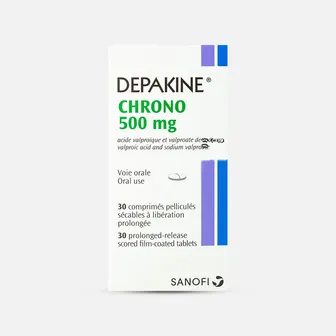 DEPAKINE®
CHRONO
500 mg
acide valproïque et valproate de
valproic acid and sodium valproate
Voie orale
Oral use
30 comprimés pelliculés
sécables à libération
prolongée
30 prolonged-release
scored film-coated tablets
SANOFI